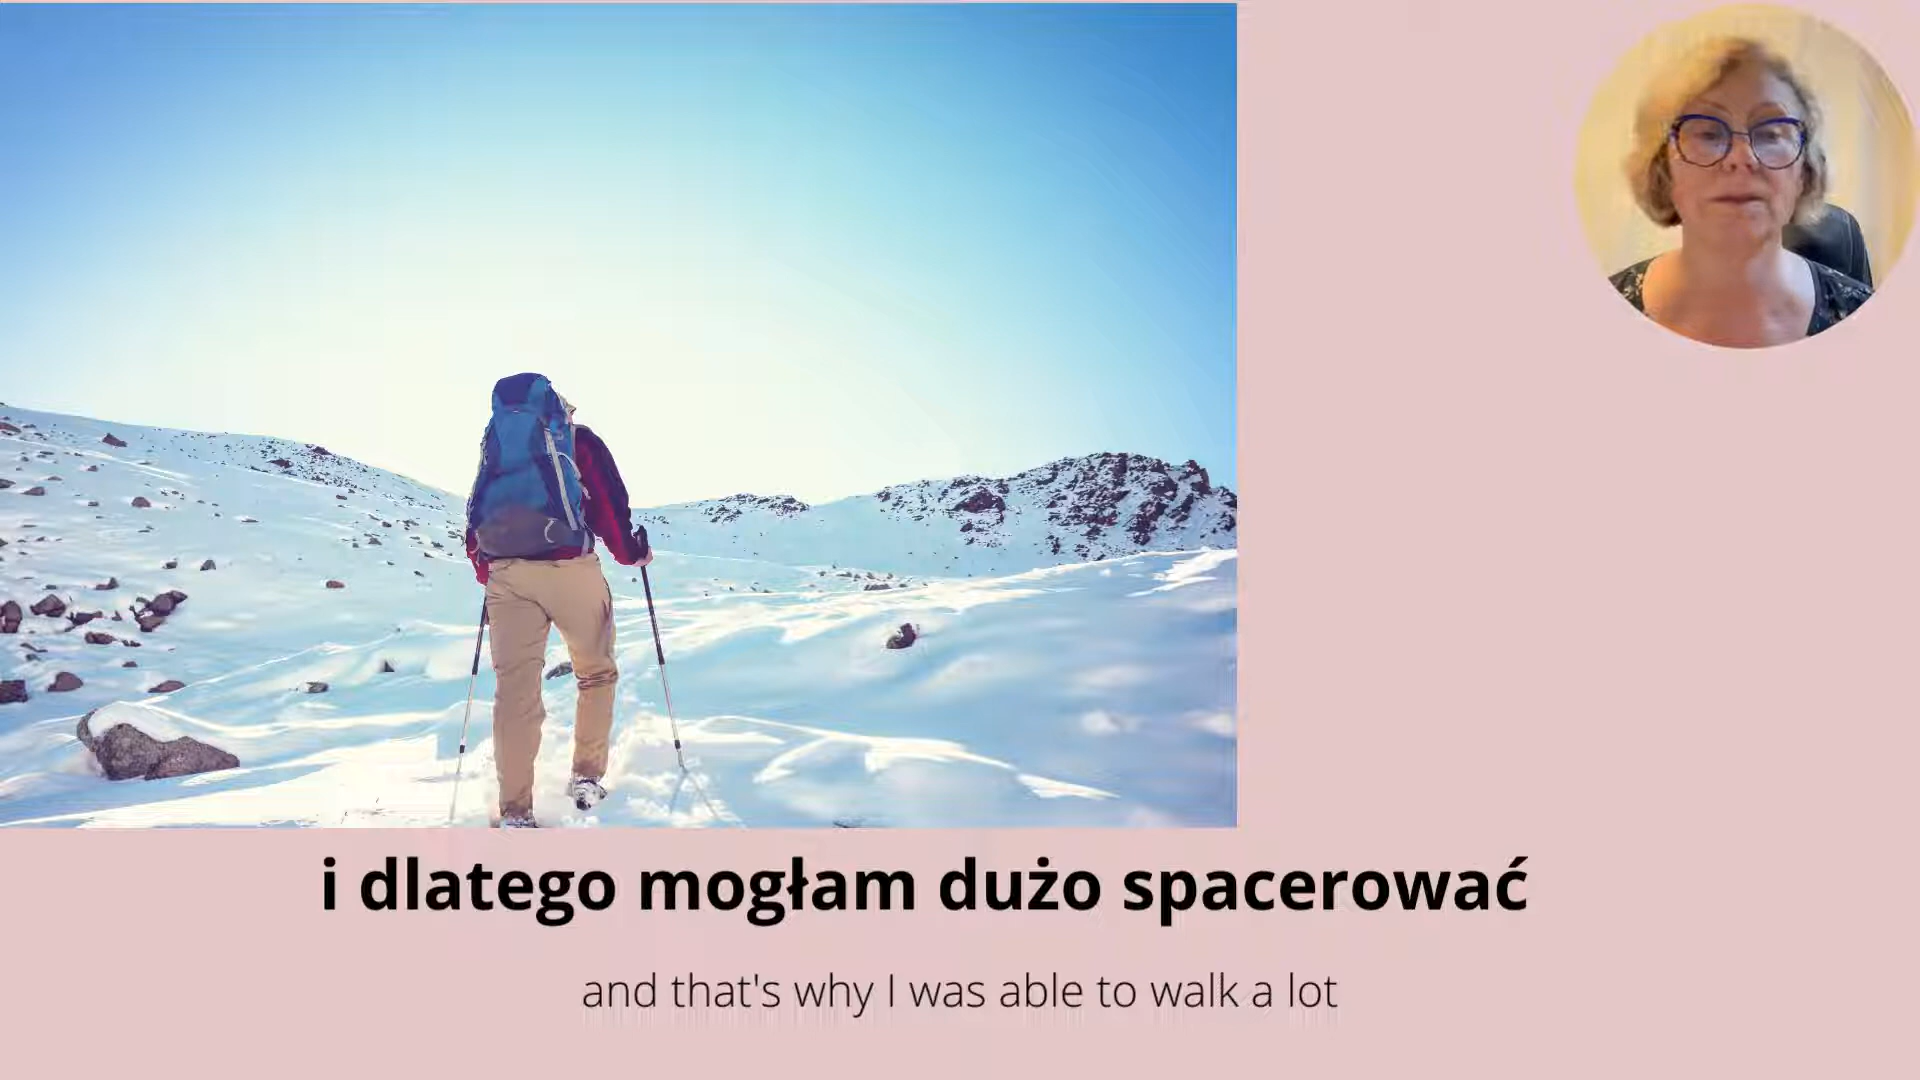 i dlatego mogłam dużo spacerować
and that's why I was able to walk a lot